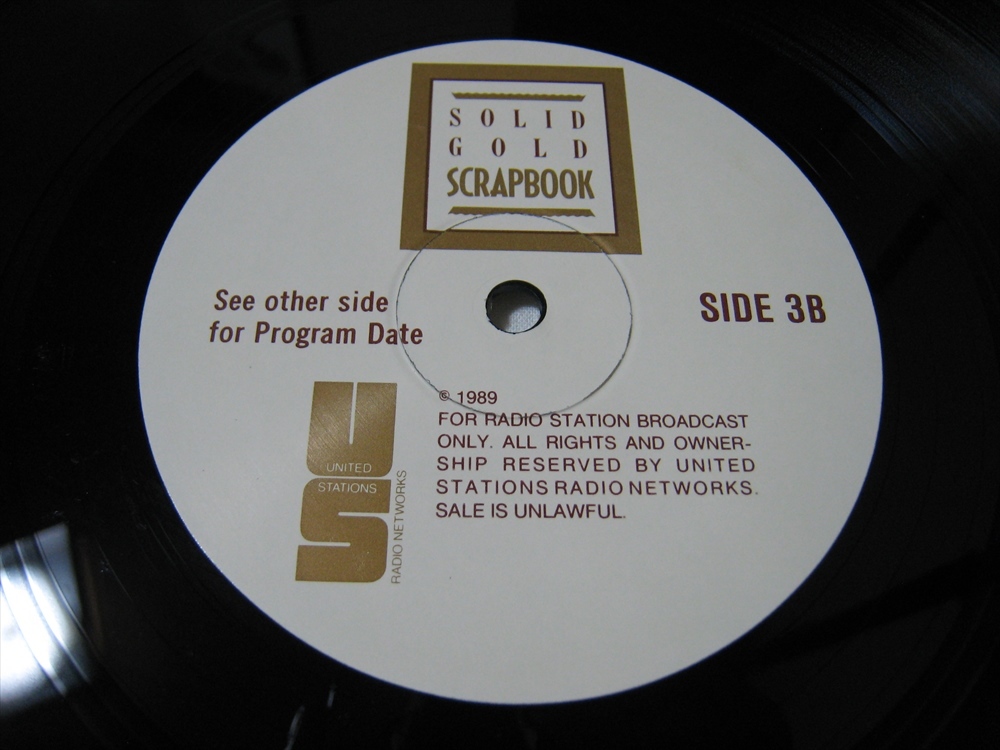 SOLID
GOLD
SCRAPBOOK
See other side
for Program Date
SIDE 3B
UNITED
STATIONS
RADIO NETWORKS
US
© 1989
FOR RADIO STATION BROADCAST
ONLY. ALL RIGHTS AND OWNER-
SHIP RESERVED BY UNITED
STATIONS RADIO NETWORKS.
SALE IS UNLAWFUL.